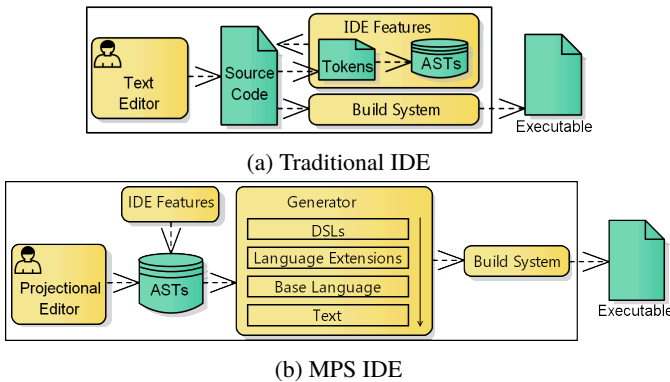 IDE Features
Text
Editor
Source
Code
Tokens
ASTs
Build System
Executable
(a) Traditional IDE
IDE Features
Projectional
Editor
ASTs
Generator
DSLs
Language Extensions
Base Language
Text
Build System
Executable
(b) MPS IDE